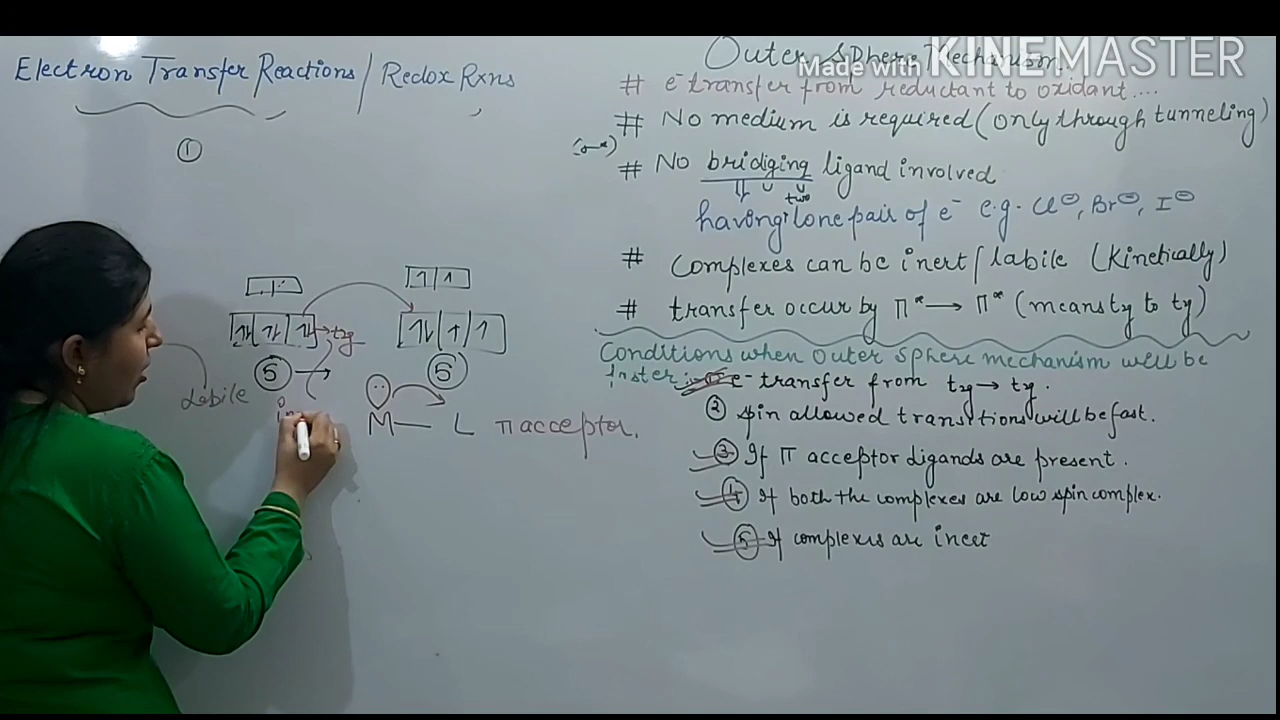 Electron Transfer Reactions / Redox Rxns
①
labile
t2g
5 → 5
M — L π acceptor.
Outer Sphere Mechanism.
Made with KINEMASTER
# e⁻ transfer from reductant to oxidant....
# No medium is required (only through tunneling)
# No bridging ligand involved
two
having lone pair of e⁻ e.g. Cl⊖, Br⊖, I⊖
# Complexes can be inert / labile (Kinetically)
# transfer occur by Π* → Π* (means t2g to t2g)
Conditions when outer sphere mechanism will be
faster :- ① e⁻ transfer from t2g → t2g.
② spin allowed transitions will be fast.
③ If Π acceptor ligands are present.
④ If both the complexes are low spin complex.
⑤ If complexes are inert